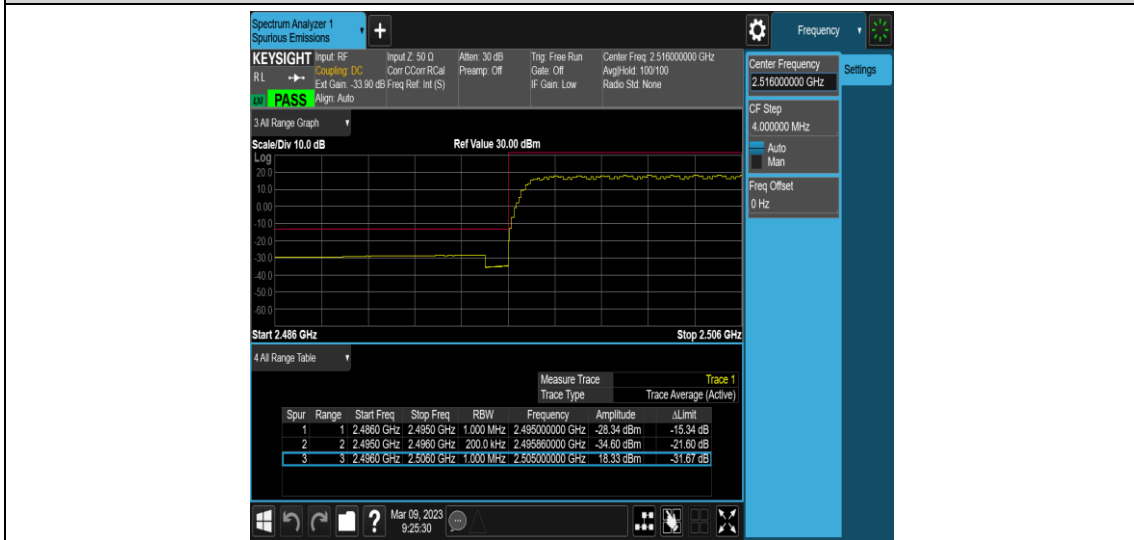 Spectrum Analyzer 1
Spurious Emissions
+
Frequency
KEYSIGHT Input: RF Input Z: 50 Ω Atten: 30 dB Trig: Free Run Center Freq: 2.516000000 GHz
RL Coupling: DC Corr CCorr RCal Preamp: Off Gate: Off Avg|Hold: 100/100
Ext Gain: -33.90 dB Freq Ref: Int (S) IF Gain: Low Radio Std: None
LXI PASS Align: Auto
Center Frequency
2.516000000 GHz
Settings
CF Step
4.000000 MHz
Auto
Man
Freq Offset
0 Hz
3 All Range Graph
Scale/Div 10.0 dB Ref Value 30.00 dBm
Log
20.0
10.0
0.00
-10.0
-20.0
-30.0
-40.0
-50.0
-60.0
Start 2.486 GHz Stop 2.506 GHz
4 All Range Table
Measure Trace Trace 1
Trace Type Trace Average (Active)
Spur Range Start Freq Stop Freq RBW Frequency Amplitude ΔLimit
1 1 2.4860 GHz 2.4950 GHz 1.000 MHz 2.495000000 GHz -28.34 dBm -15.34 dB
2 2 2.4950 GHz 2.4960 GHz 200.0 kHz 2.495860000 GHz -34.60 dBm -21.60 dB
3 3 2.4960 GHz 2.5060 GHz 1.000 MHz 2.505000000 GHz 18.33 dBm -31.67 dB
?
Mar 09, 2023
9:25:30